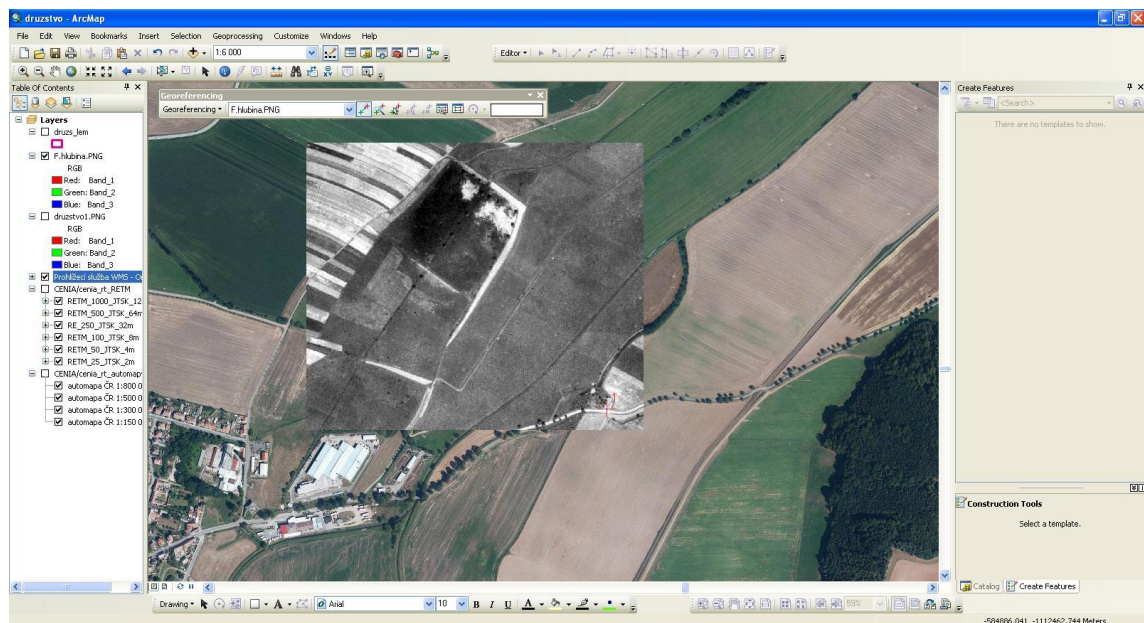 druzstvo - ArcMap
File Edit View Bookmarks Insert Selection Geoprocessing Customize Windows Help
1:6 000
Editor
Table Of Contents
Layers
druzs_lem
F.hlubina.PNG
RGB
Red: Band_1
Green: Band_2
Blue: Band_3
druzstvo1.PNG
RGB
Red: Band_1
Green: Band_2
Blue: Band_3
Prohlížecí služba WMS - O
CENIA/cenia_rt_RETM
RETM_1000_JTSK_12
RETM_500_JTSK_64m
RE_250_JTSK_32m
RETM_100_JTSK_8m
RETM_50_JTSK_4m
RETM_25_JTSK_2m
CENIA/cenia_rt_automap
automapa ČR 1:800 0
automapa ČR 1:500 0
automapa ČR 1:300 0
automapa ČR 1:150 0
Georeferencing
Georeferencing F.hlubina.PNG
1
Create Features
<Search>
There are no templates to show.
Construction Tools
Select a template.
Catalog Create Features
Drawing A Arial 10 B I U A
59%
-584886,041 -1112462,744 Meters